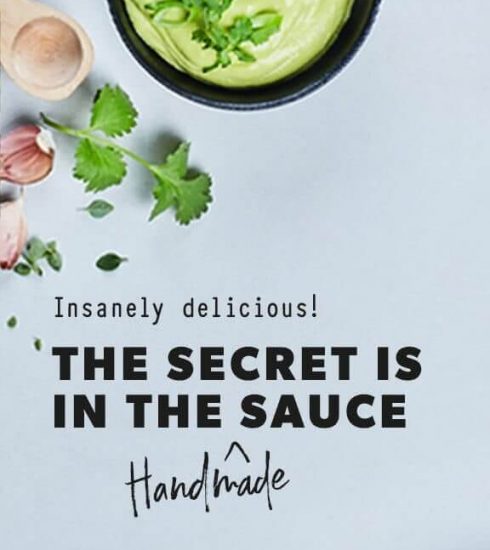 Insanely delicious!
THE SECRET IS
IN THE SAUCE
Handmade